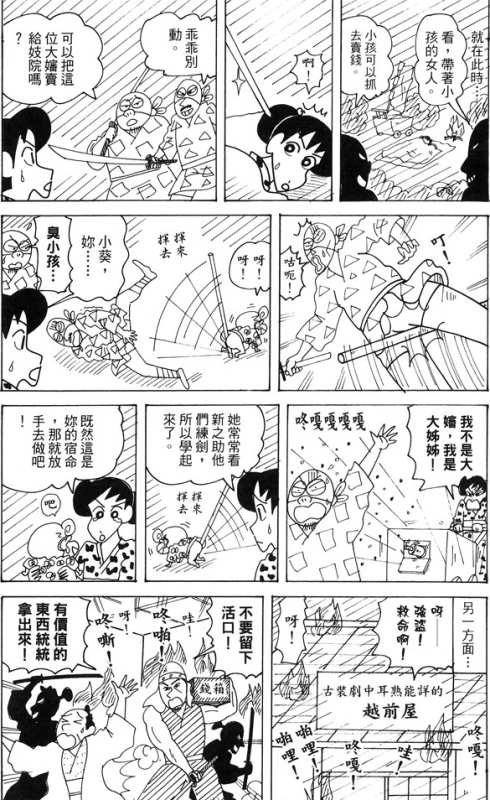 就在此時…
看，帶著小
孩的女人。
小孩可以抓
去賣錢。
啊！
乖乖別
動。
可以把這
位大嬸賣
給妓院嗎
？
叮！
咕呃！
呀！
呀！
揮來
揮去
小葵，
妳……
臭小孩…
我不是大
嬸，我是
大姊姊！
咚嘎嘎嘎嘎
她常常看
新之助他
們練劍，
所以學起
來了。
揮來
揮去
既然這是
妳的宿命
，那就放
手去做吧
！
吧
另一方面…
呀！
強盜！
救命啊！
呀！
古裝劇中耳熟能詳的
越前屋
咚嘎！
哇！
咚嘎！
啪哩！
啪哩！
不要留下
活口！
哇！
咚啪！
呀！
咚嘶！
錢箱
有價值的
東西統統
拿出來！